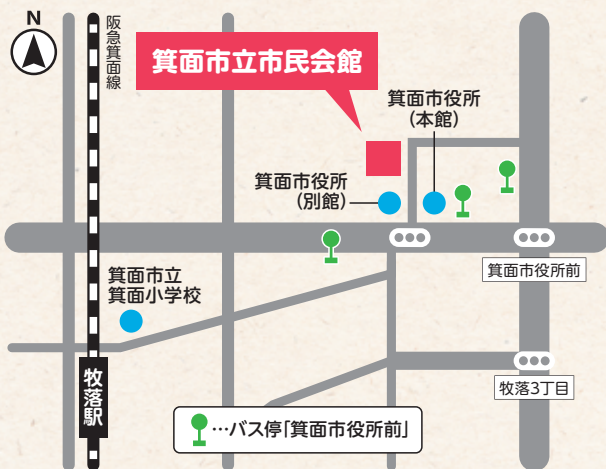 N
阪急箕面線
箕面市立市民会館
箕面市役所
(本館)
箕面市役所
(別館)
箕面市役所前
箕面市立
箕面小学校
牧落駅
牧落3丁目
…バス停「箕面市役所前」